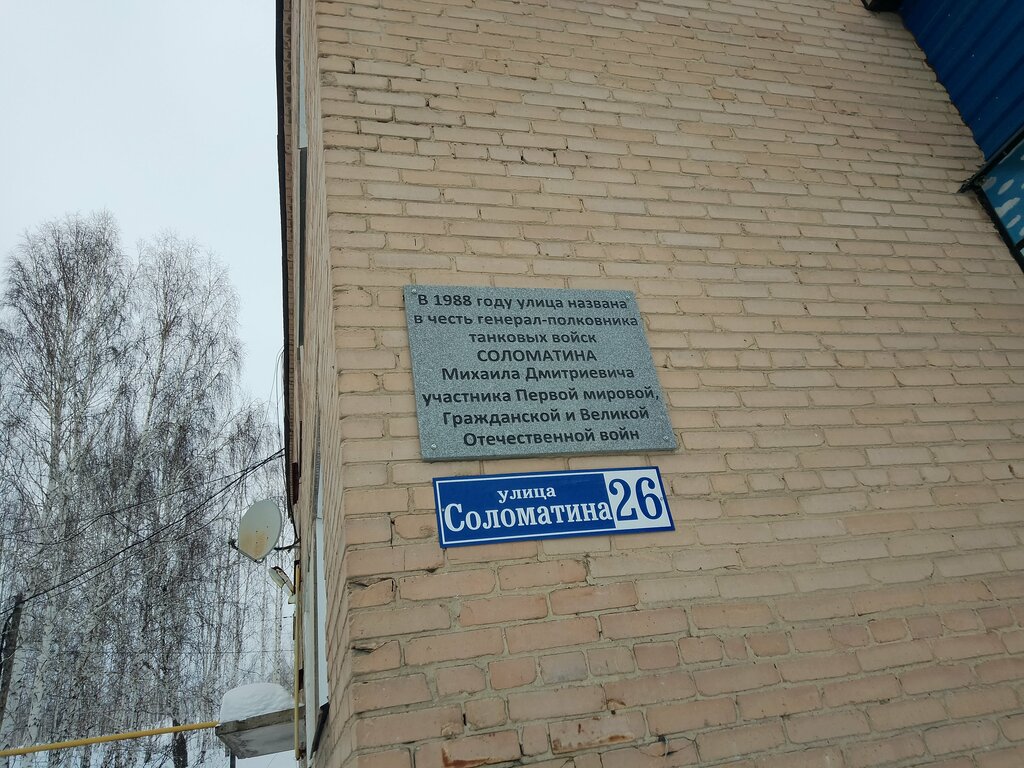 "В 1988 году улица названа"
в честь генерал-полковника
танковых войск
СОЛОМАТИНА
Михаила Дмитриевича
участника Первой мировой,
Гражданской и Великой
Отечественной войн
улица
Соломатина 26